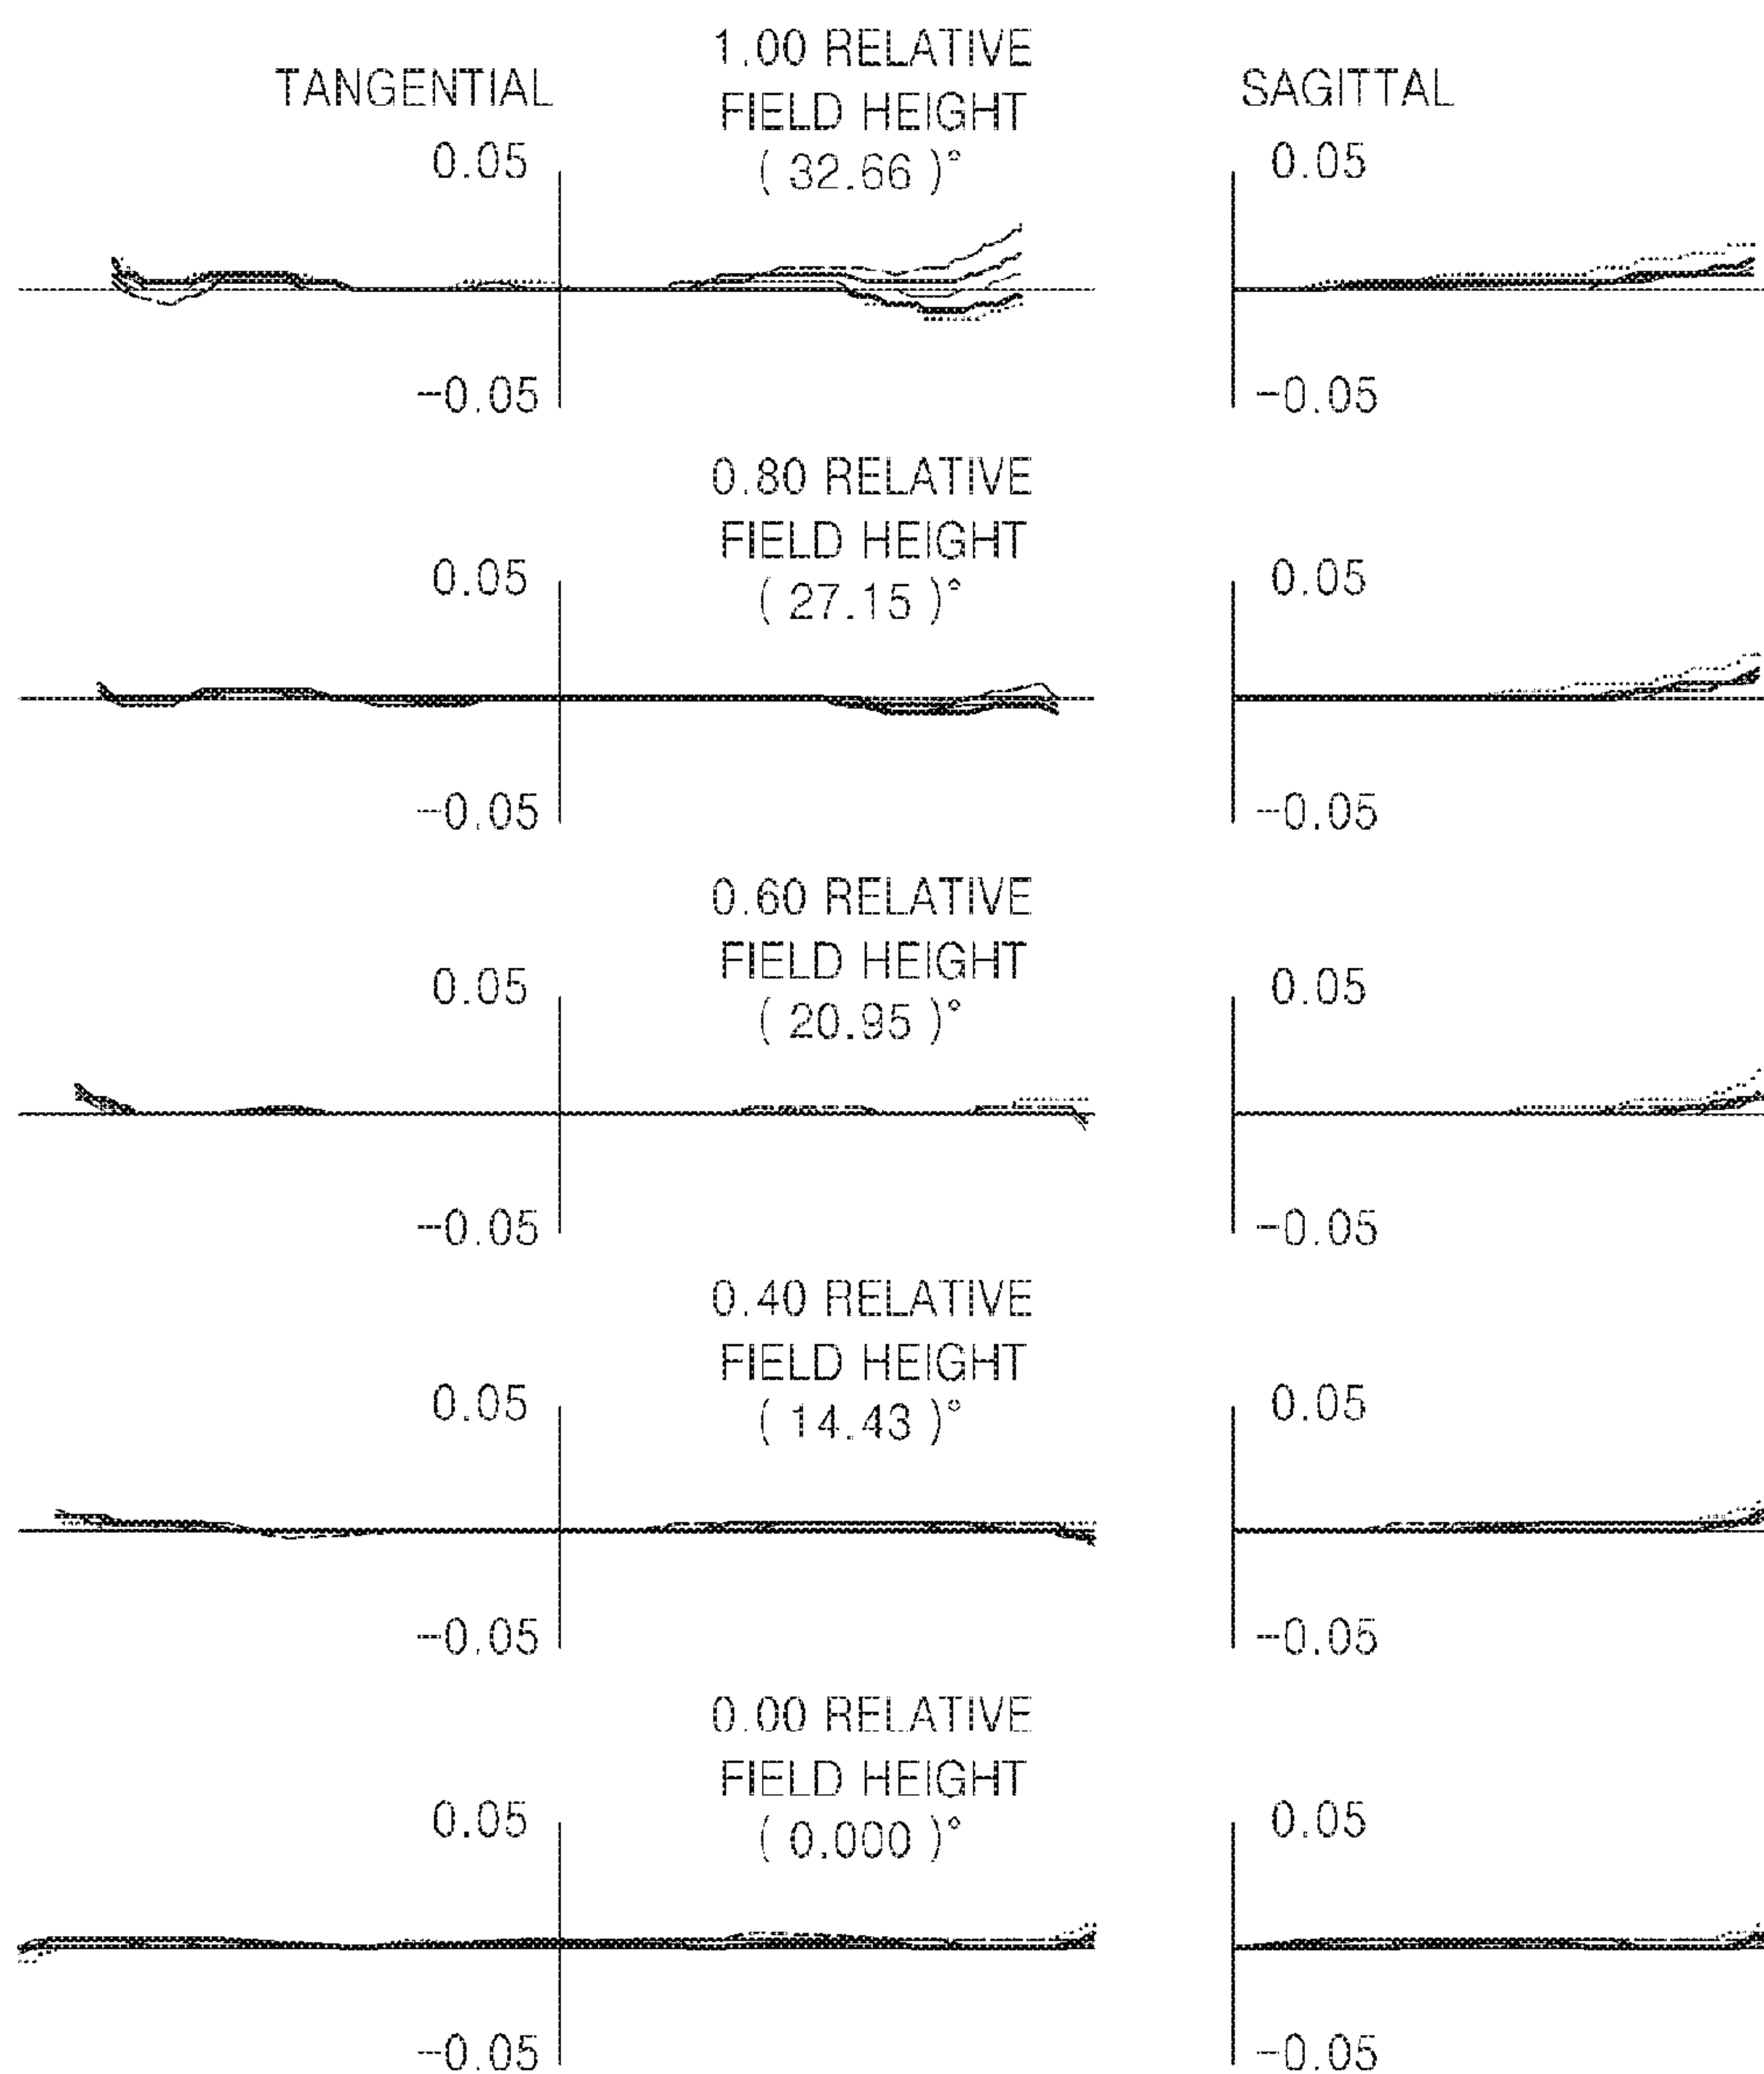 1.00 RELATIVE
TANGENTIAL
FIELD HEIGHT
SAGITTAL
0.05
( 32.66 )°
0.05
-0.05
-0.05
0.80 RELATIVE
FIELD HEIGHT
0.05
( 27.15 )°
0.05
-0.05
-0.05
0.60 RELATIVE
FIELD HEIGHT
0.05
( 20.95 )°
0.05
-0.05
-0.05
0.40 RELATIVE
FIELD HEIGHT
0.05
( 14.43 )°
0.05
-0.05
-0.05
0.00 RELATIVE
FIELD HEIGHT
0.05
( 0.000 )°
0.05
-0.05
-0.05